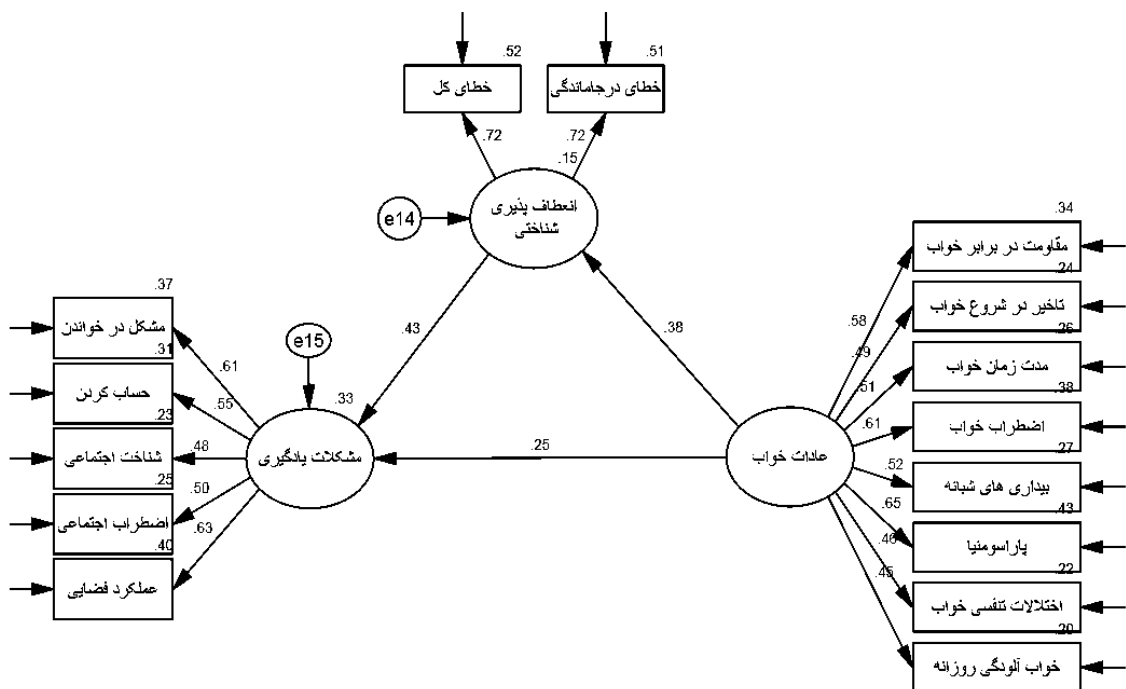 .52
.51
خطای کل
خطای درجاماندگی
.72
.72
.15
انعطاف پذیری
شناختی
e14
.34
مقاومت در برابر خواب
.24
تاخیر در شروع خواب
.26
مدت زمان خواب
.38
اضطراب خواب
.27
بیداری های شبانه
.43
پاراسومنیا
.22
اختلالات تنفسی خواب
.20
خواب آلودگی روزانه
.58
.49
.51
.61
.52
.65
.46
.45
عادات خواب
.38
.43
.25
e15
.33
مشکلات یادگیری
.61
.55
.48
.50
.63
.37
مشکل در خواندن
.31
حساب کردن
.23
شناخت اجتماعی
.25
اضطراب اجتماعی
.40
عملکرد فضایی